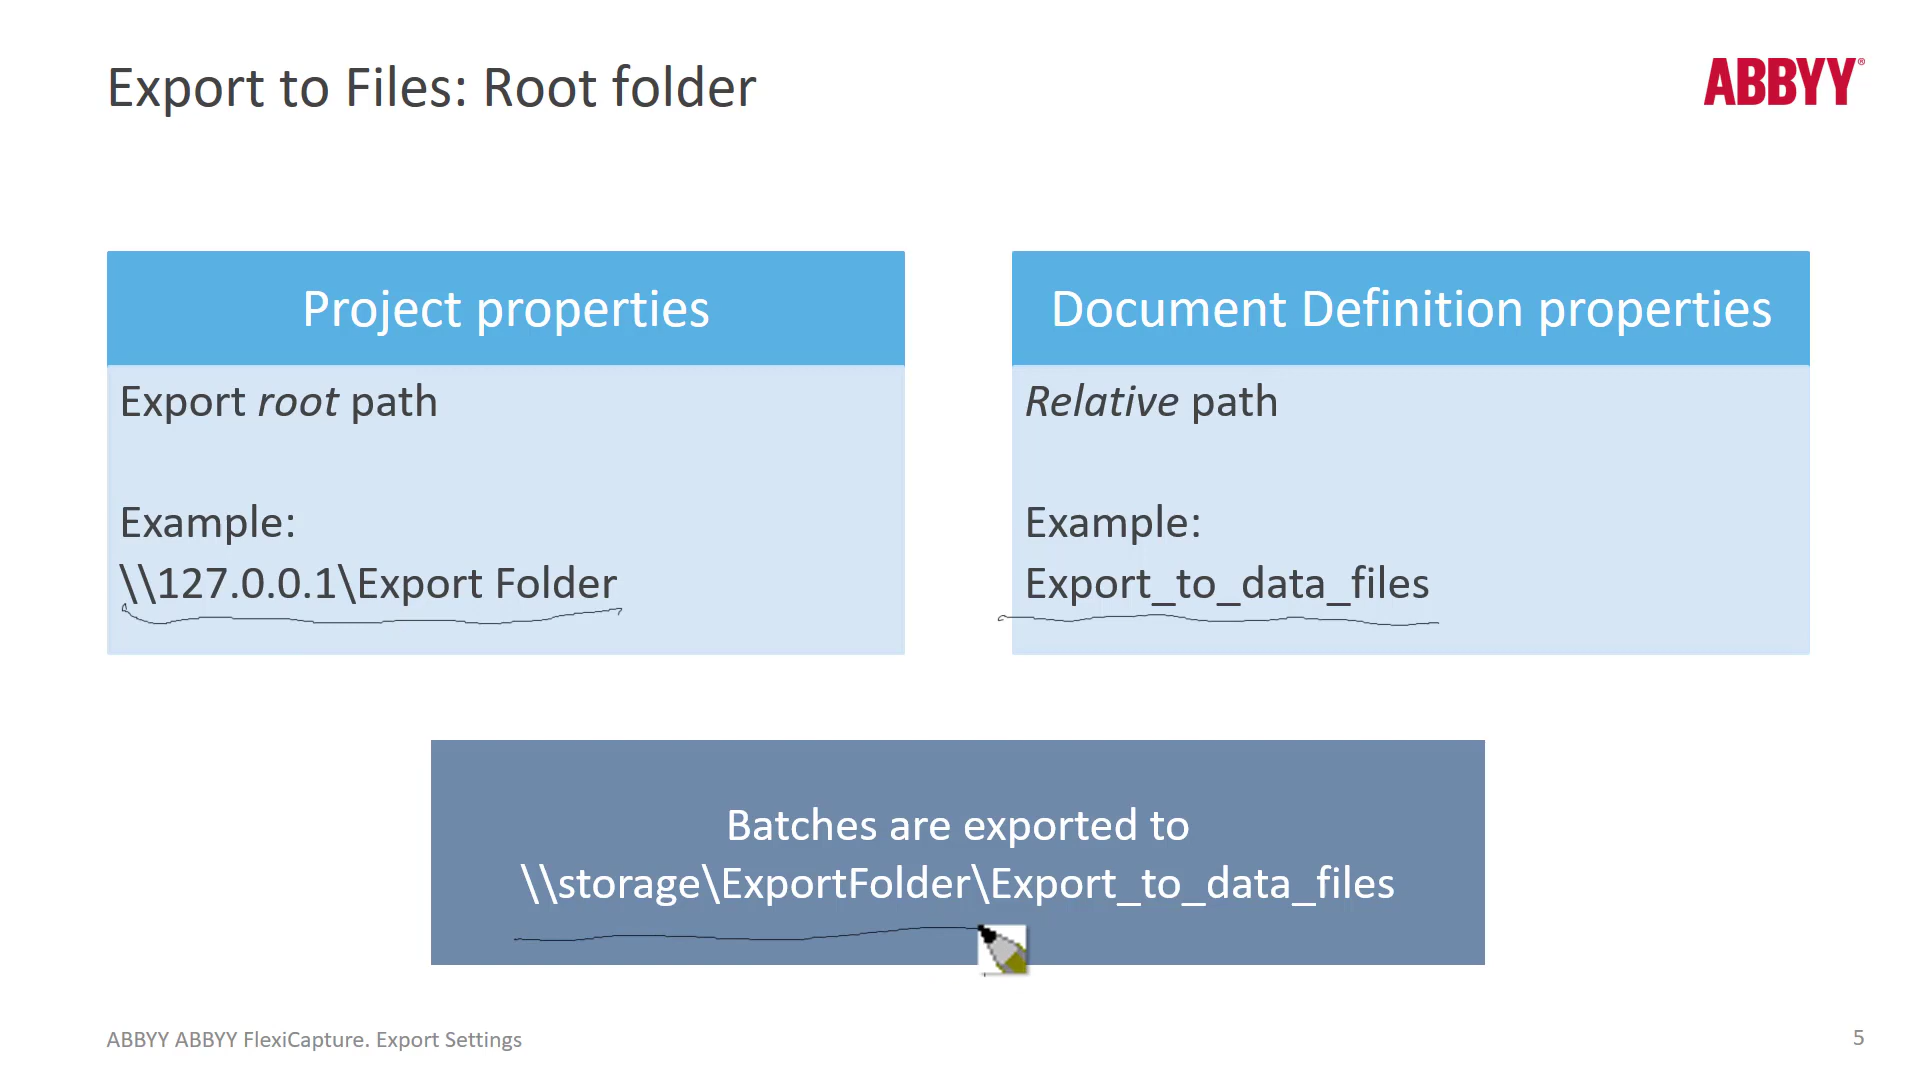 Export to Files: Root folder
ABBYY®
Project properties
Export root path
Example:
\\127.0.0.1\Export Folder
Document Definition properties
Relative path
Example:
Export_to_data_files
Batches are exported to
\\storage\ExportFolder\Export_to_data_files
ABBYY ABBYY FlexiCapture. Export Settings
5